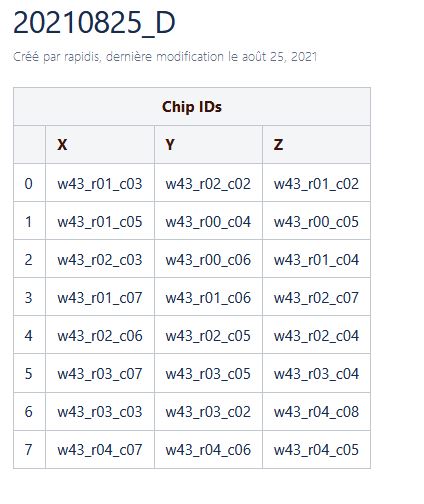 20210825_D
Créé par rapidis, dernière modification le août 25, 2021
Chip IDs
X Y Z
0 w43_r01_c03 w43_r02_c02 w43_r01_c02
1 w43_r01_c05 w43_r00_c04 w43_r00_c05
2 w43_r02_c03 w43_r00_c06 w43_r01_c04
3 w43_r01_c07 w43_r01_c06 w43_r02_c07
4 w43_r02_c06 w43_r02_c05 w43_r02_c04
5 w43_r03_c07 w43_r03_c05 w43_r03_c04
6 w43_r03_c03 w43_r03_c02 w43_r04_c08
7 w43_r04_c07 w43_r04_c06 w43_r04_c05